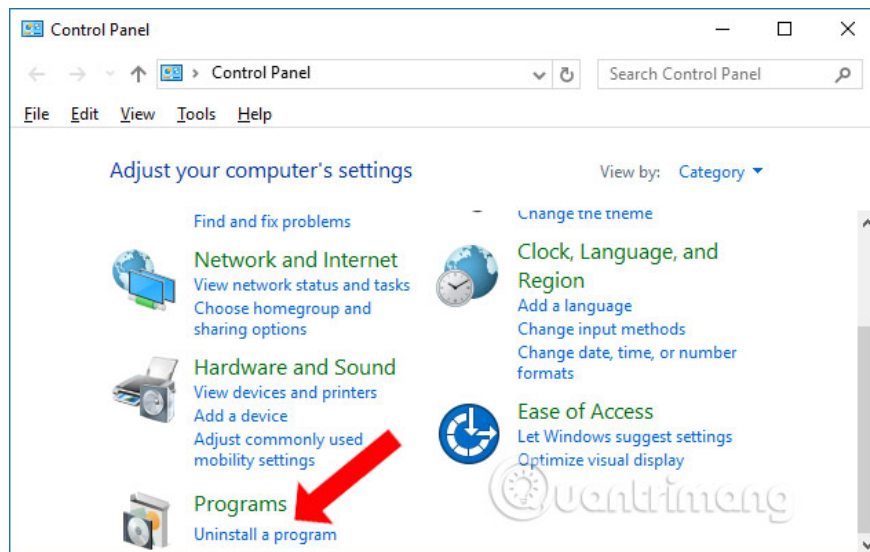 Control Panel
Control Panel
Search Control Panel
File Edit View Tools Help
Adjust your computer's settings
View by: Category
Find and fix problems
Network and Internet
View network status and tasks
Choose homegroup and
sharing options
Hardware and Sound
View devices and printers
Add a device
Adjust commonly used
mobility settings
Programs
Uninstall a program
Change the theme
Clock, Language, and
Region
Add a language
Change input methods
Change date, time, or number
formats
Ease of Access
Let Windows suggest settings
Optimize visual display
Quantrimang